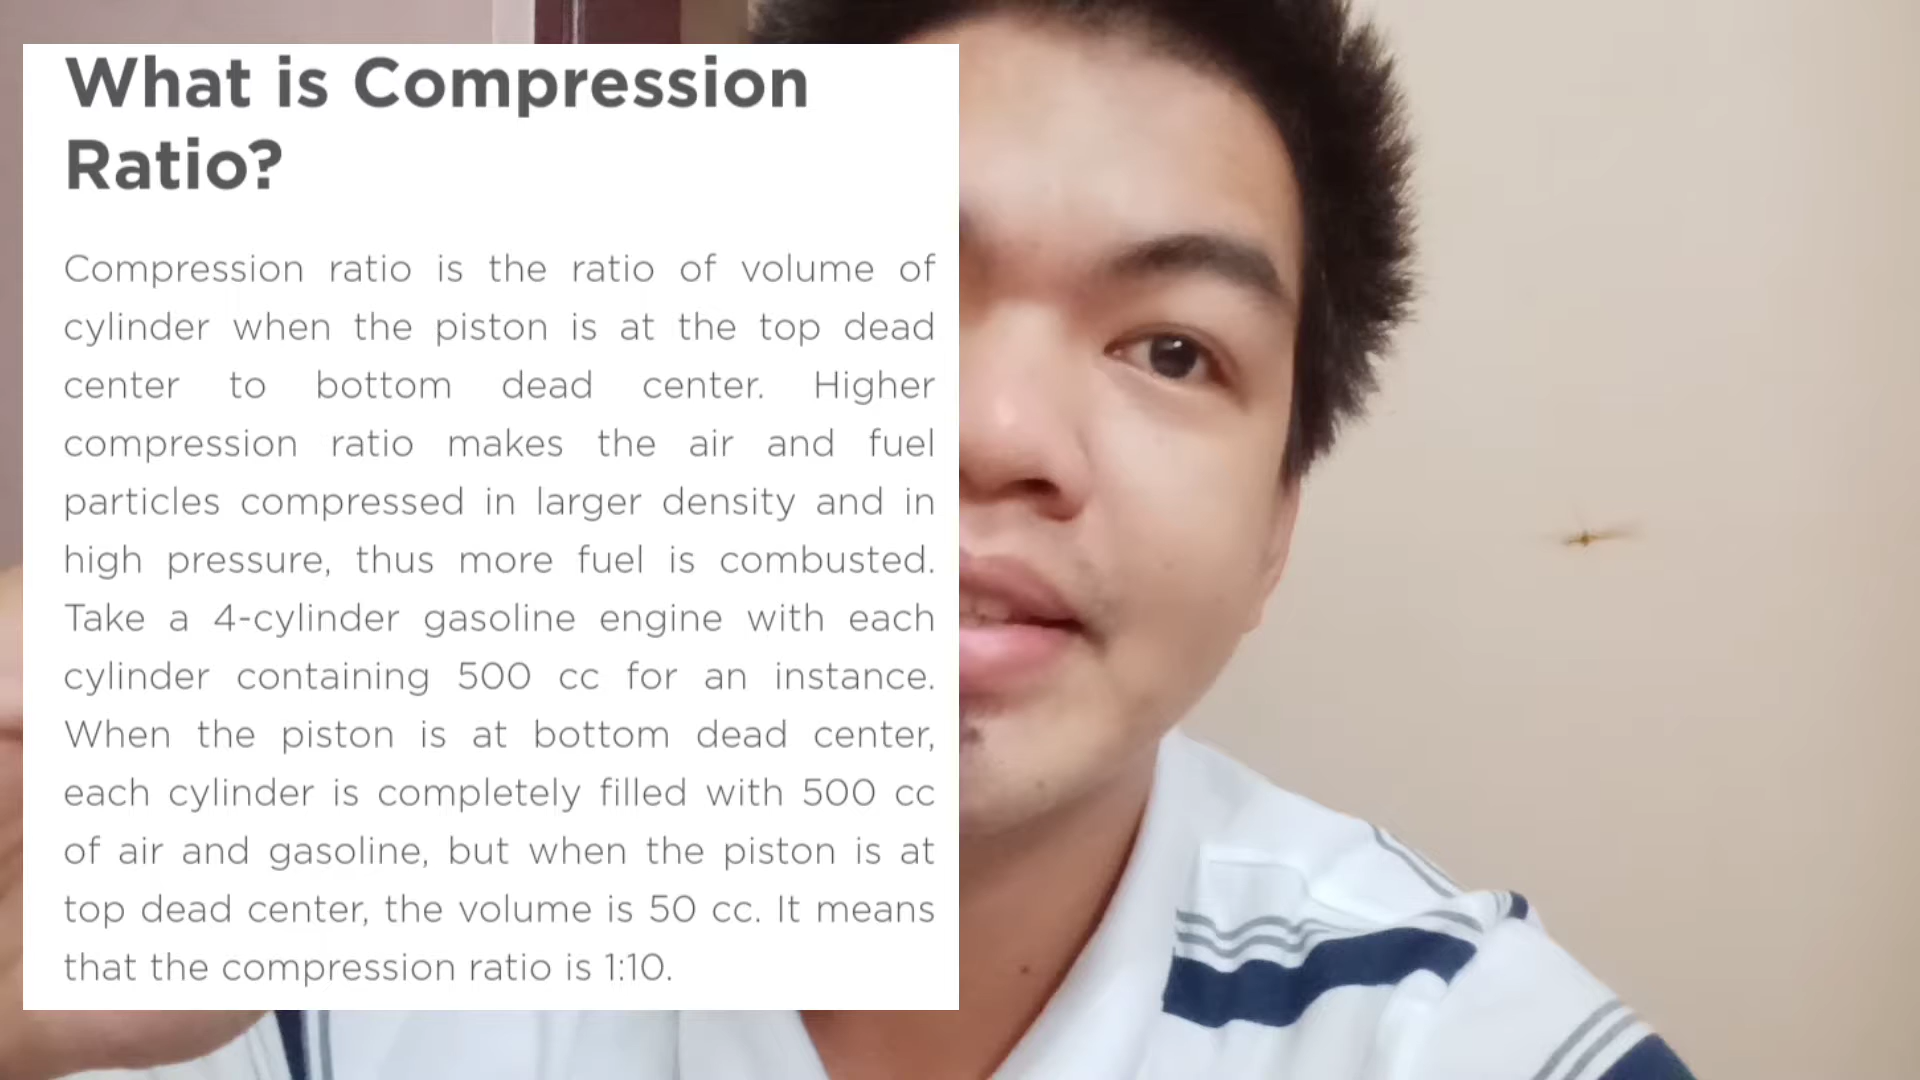 What is Compression
Ratio?
Compression ratio is the ratio of volume of
cylinder when the piston is at the top dead
center to bottom dead center. Higher
compression ratio makes the air and fuel
particles compressed in larger density and in
high pressure, thus more fuel is combusted.
Take a 4-cylinder gasoline engine with each
cylinder containing 500 cc for an instance.
When the piston is at bottom dead center,
each cylinder is completely filled with 500 cc
of air and gasoline, but when the piston is at
top dead center, the volume is 50 cc. It means
that the compression ratio is 1:10.